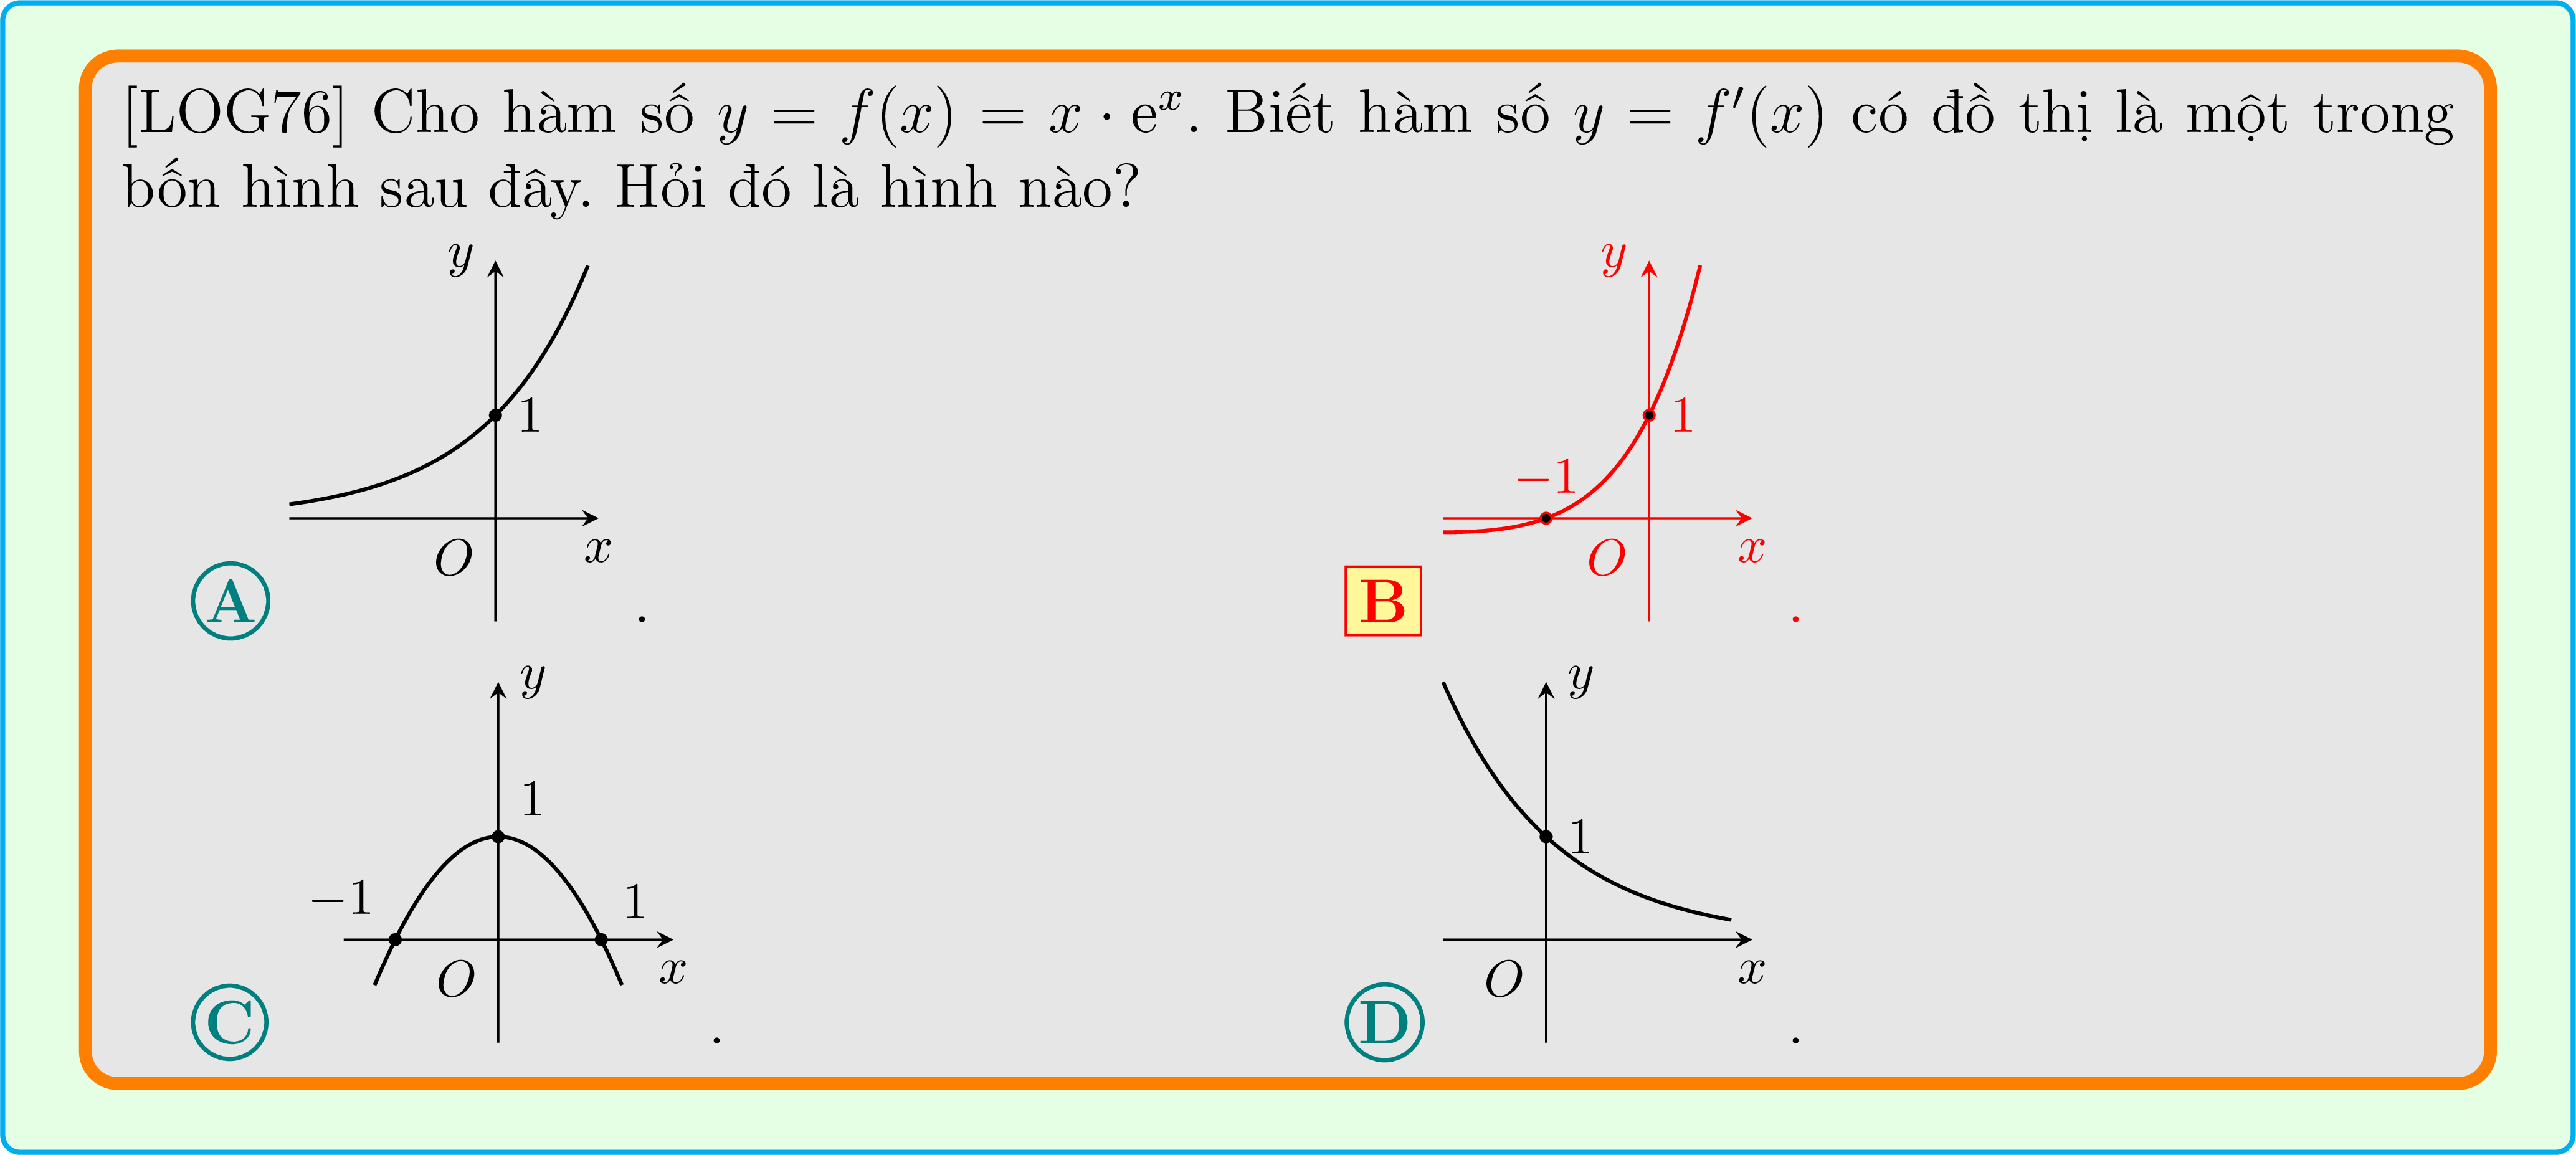 [LOG76] Cho hàm số y = f(x) = x · eˣ. Biết hàm số y = f′(x) có đồ thị là một trong
bốn hình sau đây. Hỏi đó là hình nào?
y
1
O
x
A
.
y
1
−1
O
x
B
.
y
1
−1
1
O
x
C
.
y
1
O
x
D
.